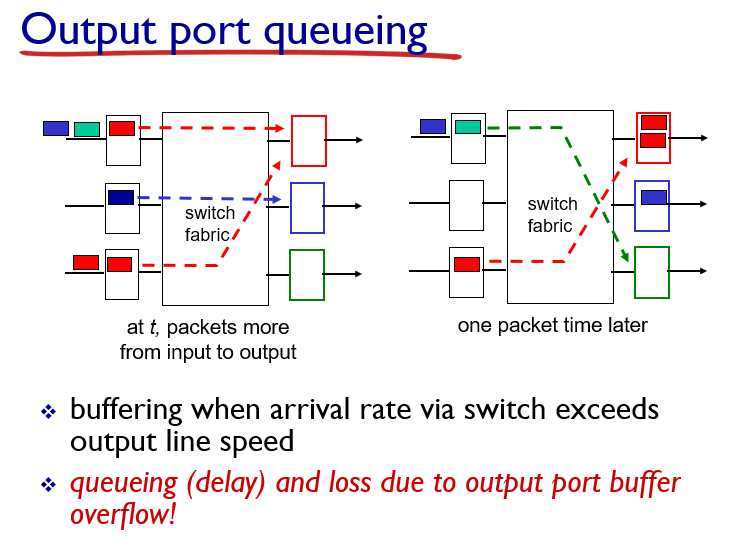 Output port queueing
switch
fabric
at t, packets more
from input to output
switch
fabric
one packet time later
buffering when arrival rate via switch exceeds
output line speed
queueing (delay) and loss due to output port buffer
overflow!